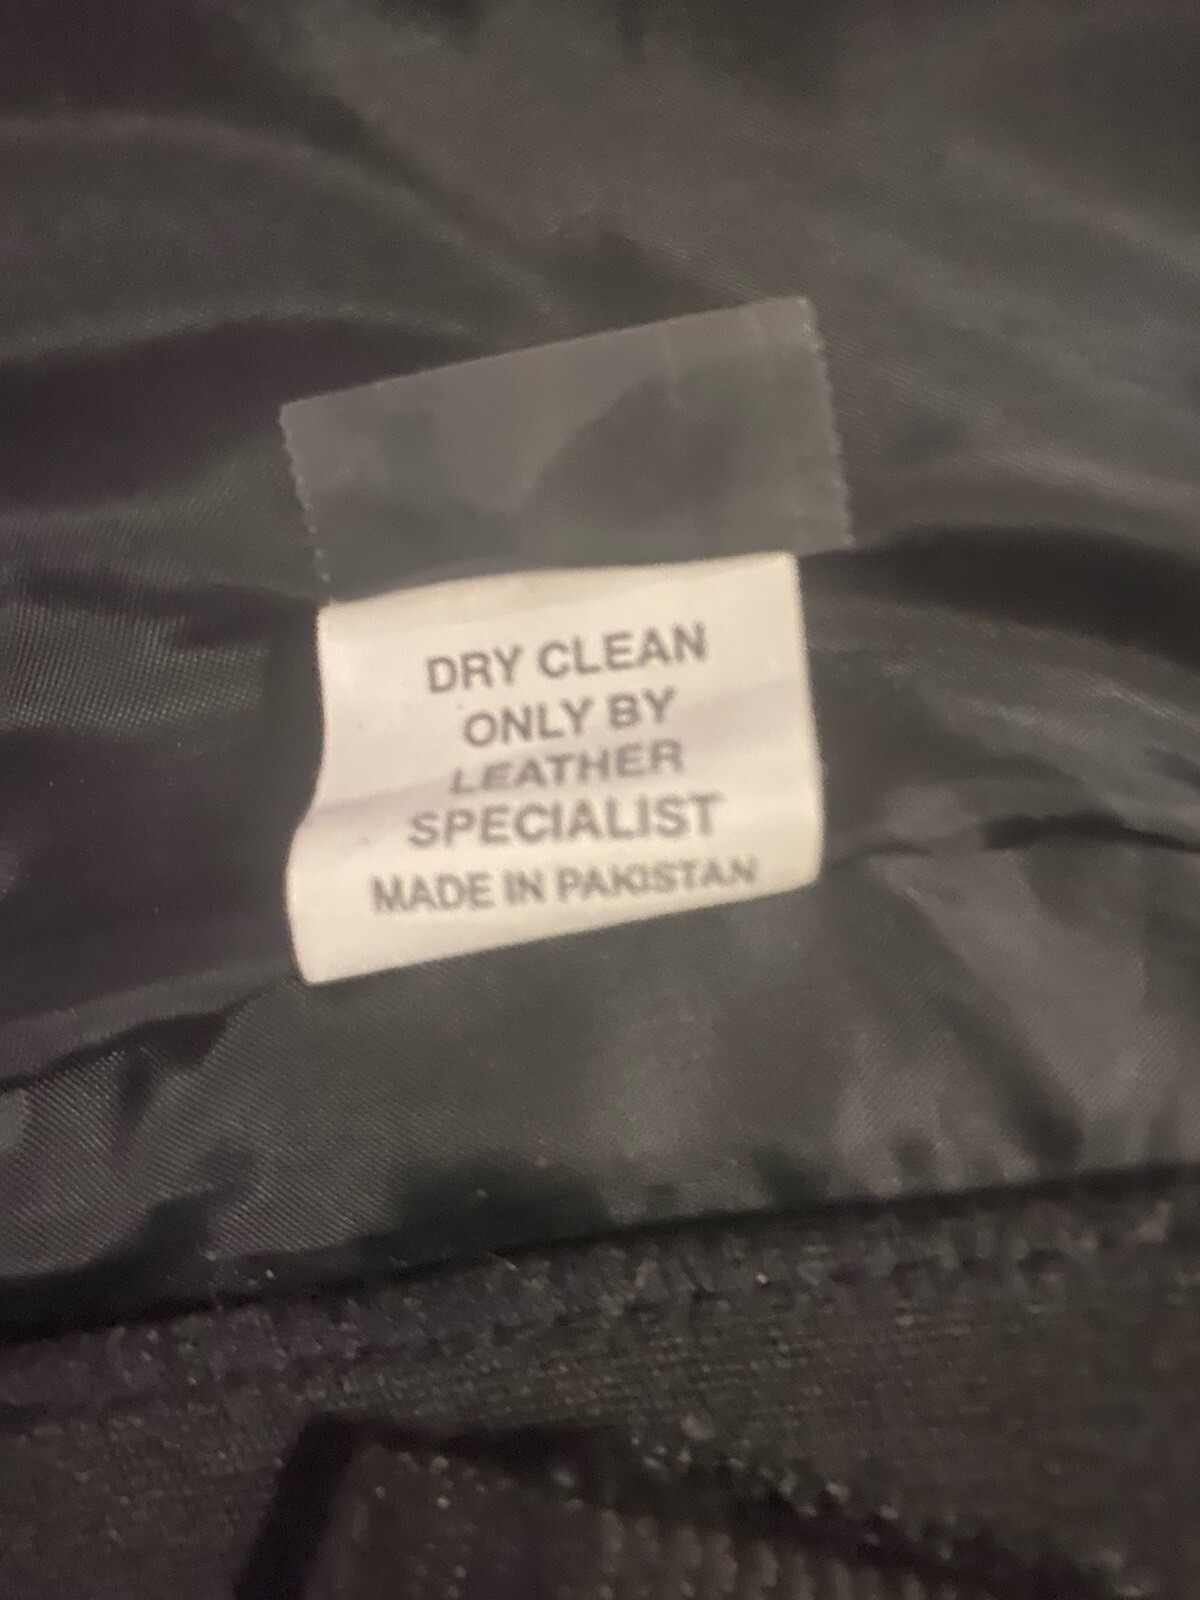 DRY CLEAN
ONLY BY
LEATHER
SPECIALIST
MADE IN PAKISTAN